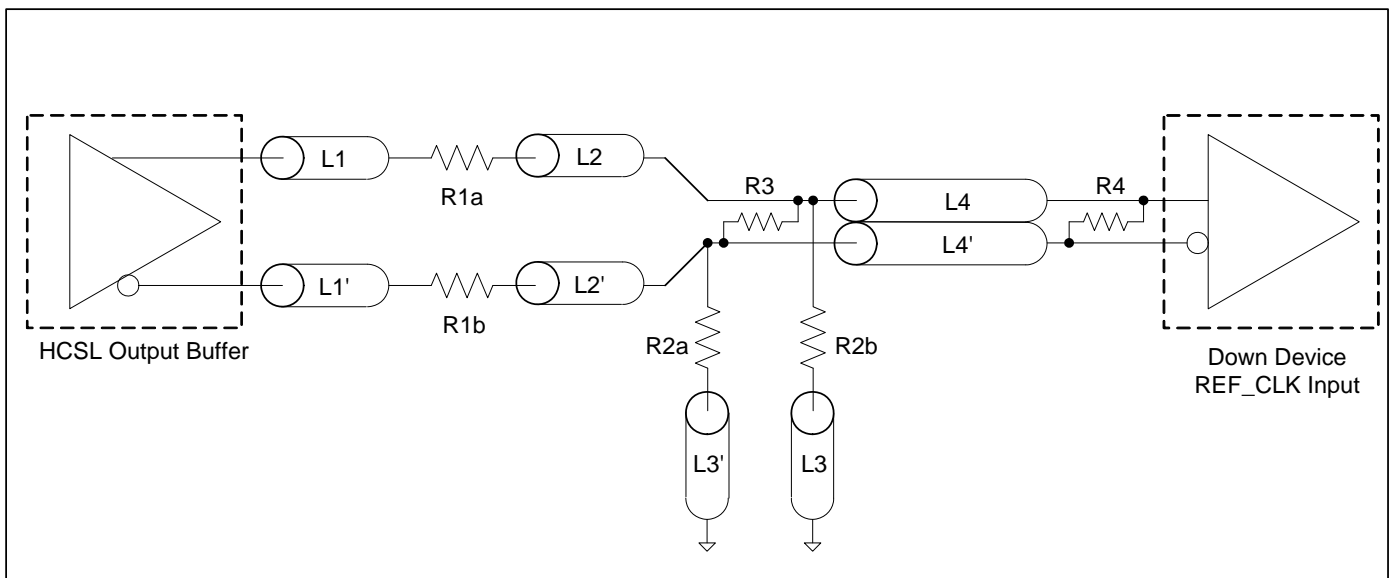 L1
R1a
L2
R3
L4
R4
L4'
L1'
R1b
L2'
HCSL Output Buffer
R2a
R2b
Down Device
REF_CLK Input
L3'
L3